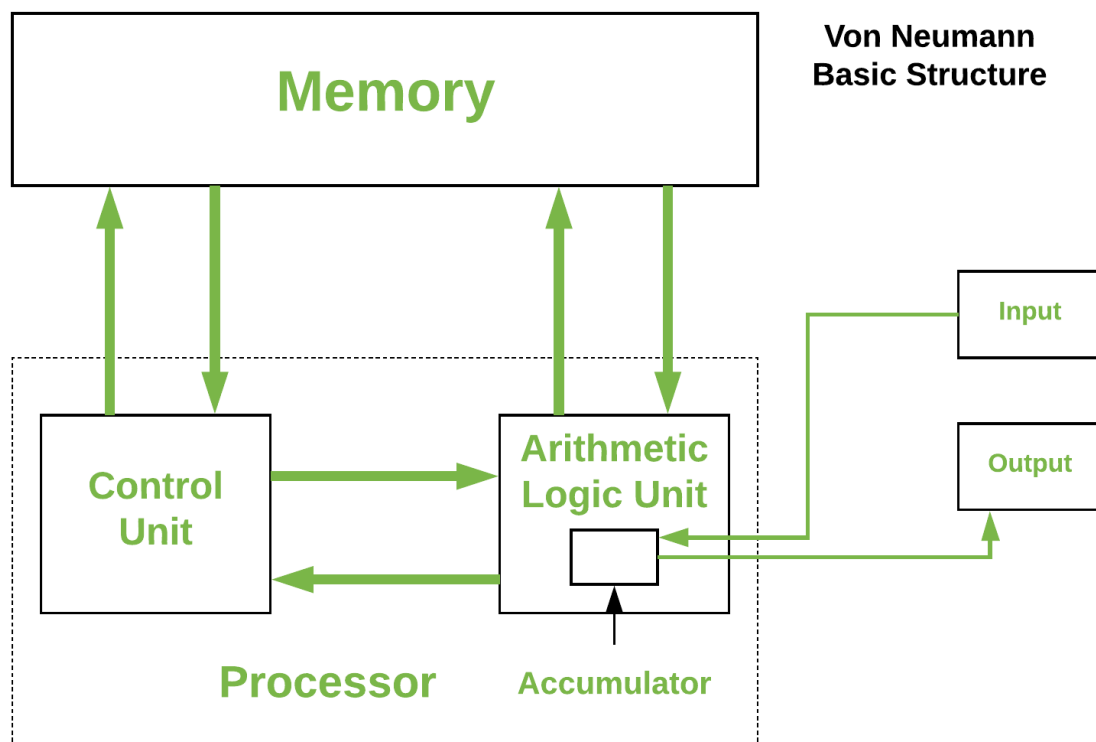 Von Neumann
Basic Structure
Memory
Input
Output
Control
Unit
Arithmetic
Logic Unit
Processor
Accumulator